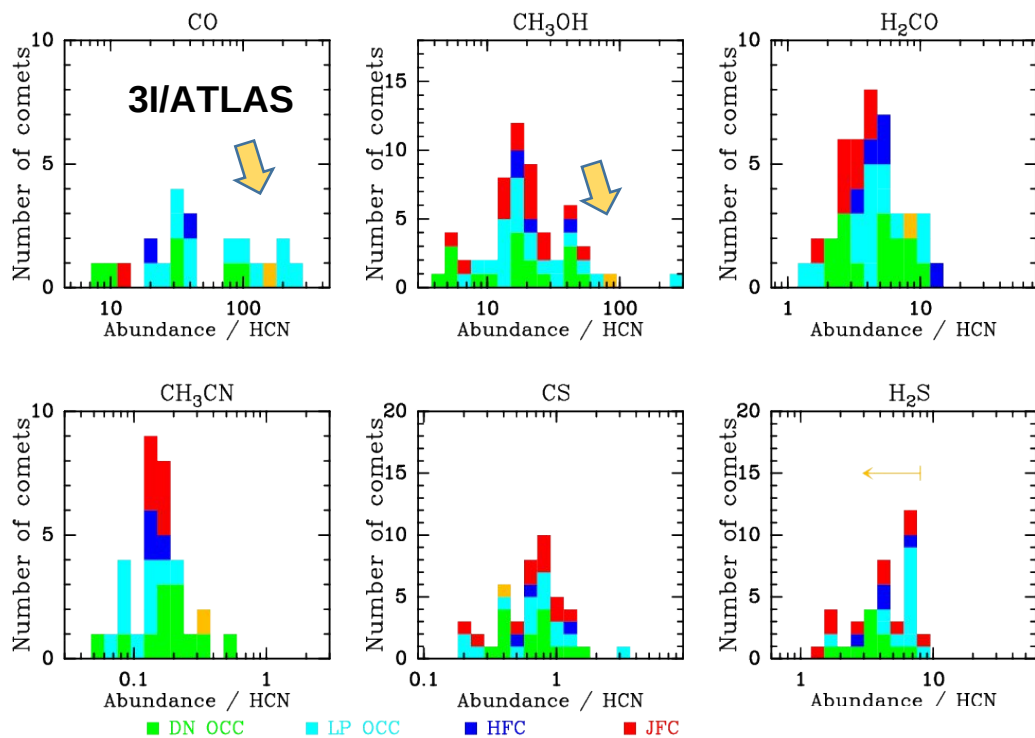 CO
CH₃OH
H₂CO
10
5
0
Number of comets
3I/ATLAS
10
100
Abundance / HCN
15
10
5
0
Number of comets
10
100
Abundance / HCN
10
5
0
Number of comets
1
10
Abundance / HCN
CH₃CN
CS
H₂S
10
5
0
Number of comets
0.1
1
Abundance / HCN
20
15
10
5
0
Number of comets
0.1
1
Abundance / HCN
20
15
10
5
0
Number of comets
1
10
Abundance / HCN
DN OCC
LP OCC
HFC
JFC